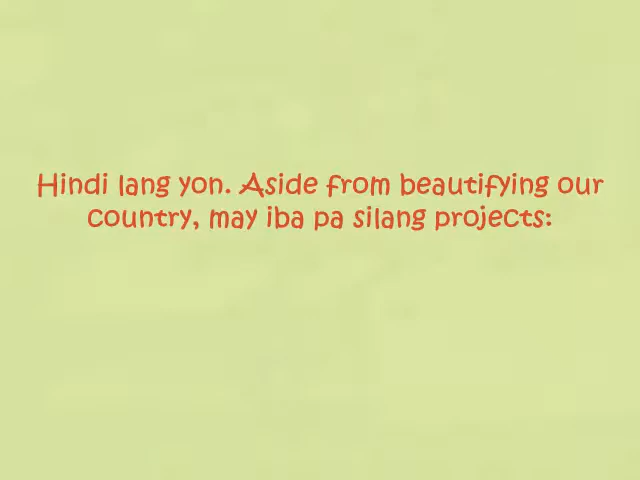 Hindi lang yon. Aside from beautifying our
country, may iba pa silang projects: